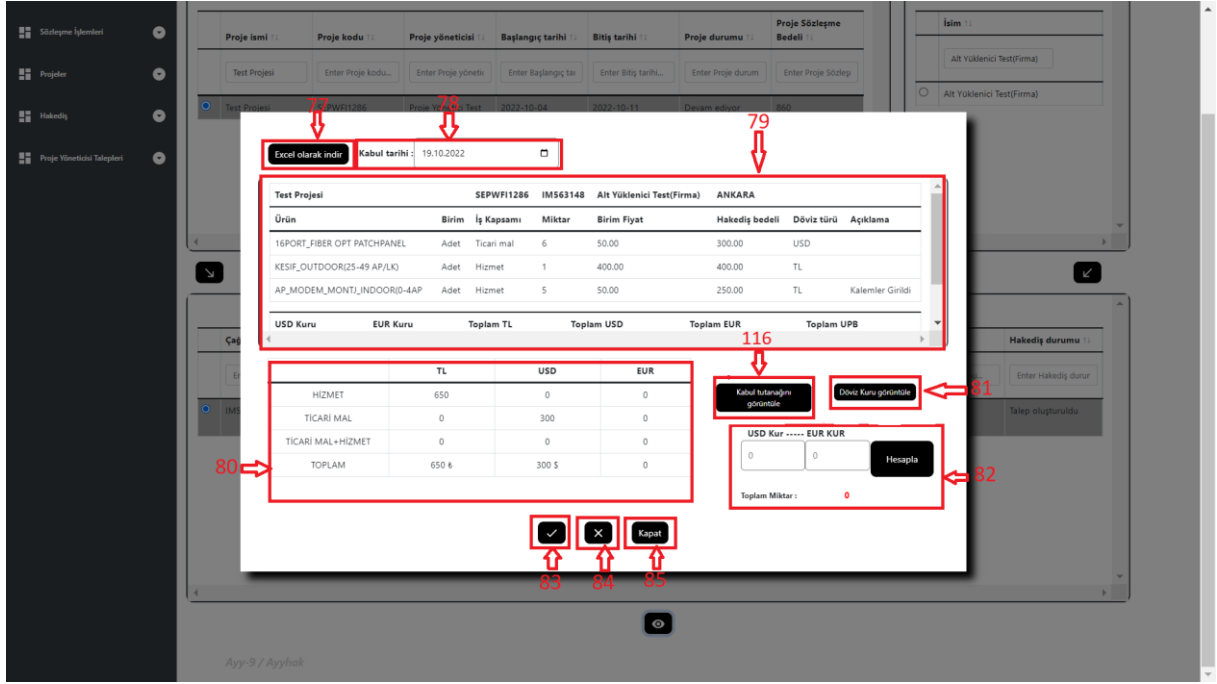 Sözleşme İşlemleri
Projeler
Hakediş
Proje Yöneticisi Talepleri
Proje ismi ↑↓ Proje kodu ↑↓ Proje yöneticisi ↑↓ Başlangıç tarihi ↑↓ Bitiş tarihi ↑↓ Proje durumu ↑↓ Proje Sözleşme Bedeli ↑↓
Test Projesi Enter Proje kodu... Enter Proje yönetic Enter Başlangıç tar Enter Bitiş tarihi... Enter Proje durum Enter Proje Sözleş
Test Projesi SEPWFI1286 Proje Yöneticisi Test 2022-10-04 2022-10-11 Devam ediyor 860
İsim ↑↓
Alt Yüklenici Test(Firma)
Alt Yüklenici Test(Firma)
77
78
79
Excel olarak indir Kabul tarihi : 19.10.2022
Test Projesi SEPWFI1286 IM563148 Alt Yüklenici Test(Firma) ANKARA
Ürün Birim İş Kapsamı Miktar Birim Fiyat Hakediş bedeli Döviz türü Açıklama
16PORT_FIBER OPT PATCHPANEL Adet Ticari mal 6 50.00 300.00 USD
KESIF_OUTDOOR(25-49 AP/LK) Adet Hizmet 1 400.00 400.00 TL
AP_MODEM_MONTJ_INDOOR(0-4AP Adet Hizmet 5 50.00 250.00 TL Kalemler Girildi
USD Kuru EUR Kuru Toplam TL Toplam USD Toplam EUR Toplam UPB
116
TL USD EUR
HİZMET 650 0 0
TİCARİ MAL 0 300 0
TİCARİ MAL+HİZMET 0 0 0
TOPLAM 650 ₺ 300 $ 0
80
Kabul tutanağını
görüntüle
Döviz Kuru görüntüle
81
USD Kur ----- EUR KUR
0 0 Hesapla
Toplam Miktar : 0
82
Kapat
83 84 85
Çağ
En
IM5
Hakediş durumu ↑↓
Enter Hakediş durur
Talep oluşturuldu
Ayy-9 / Ayyhak